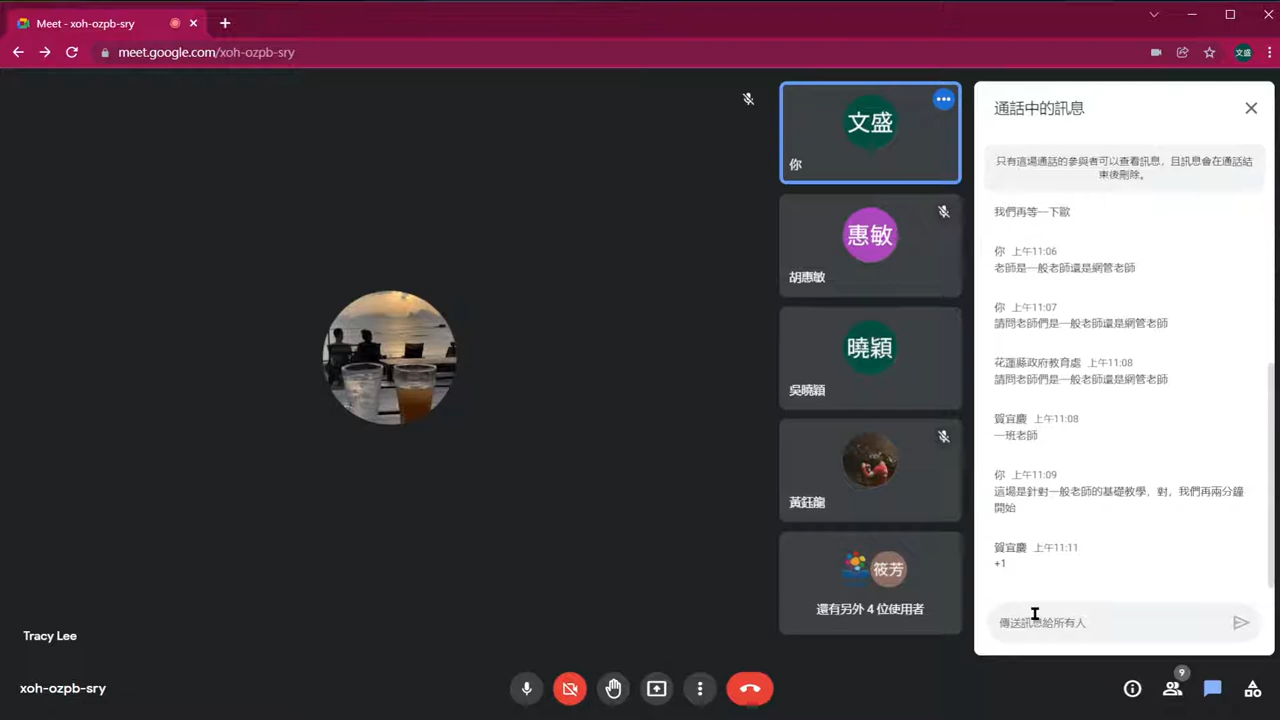 Meet - xoh-ozpb-sry
meet.google.com/xoh-ozpb-sry
文盛
文盛
你
惠敏
胡惠敏
曉穎
吳曉穎
黃鈺龍
筱芳
還有另外 4 位使用者
Tracy Lee
xoh-ozpb-sry
通話中的訊息
只有這場通話的參與者可以查看訊息，且訊息會在通話結
束後刪除。
我們再等一下歐
你 上午11:06
老師是一般老師還是網管老師
你 上午11:07
請問老師們是一般老師還是網管老師
花蓮縣政府教育處 上午11:08
請問老師們是一般老師還是網管老師
賀宜慶 上午11:08
一班老師
你 上午11:09
這場是針對一般老師的基礎教學，對，我們再兩分鐘
開始
賀宜慶 上午11:11
+1
傳送訊息給所有人
9